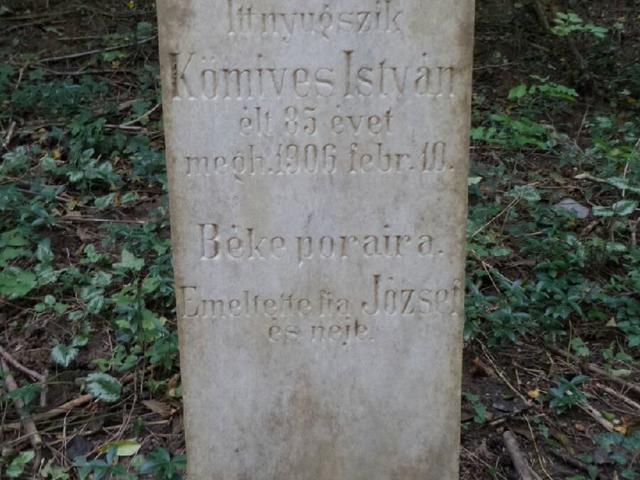 Itt nyugszik
Kömives István
élt 85 évet
megh. 1906 febr. 10.
Béke poraira.
Emeltette fia József
és neje.